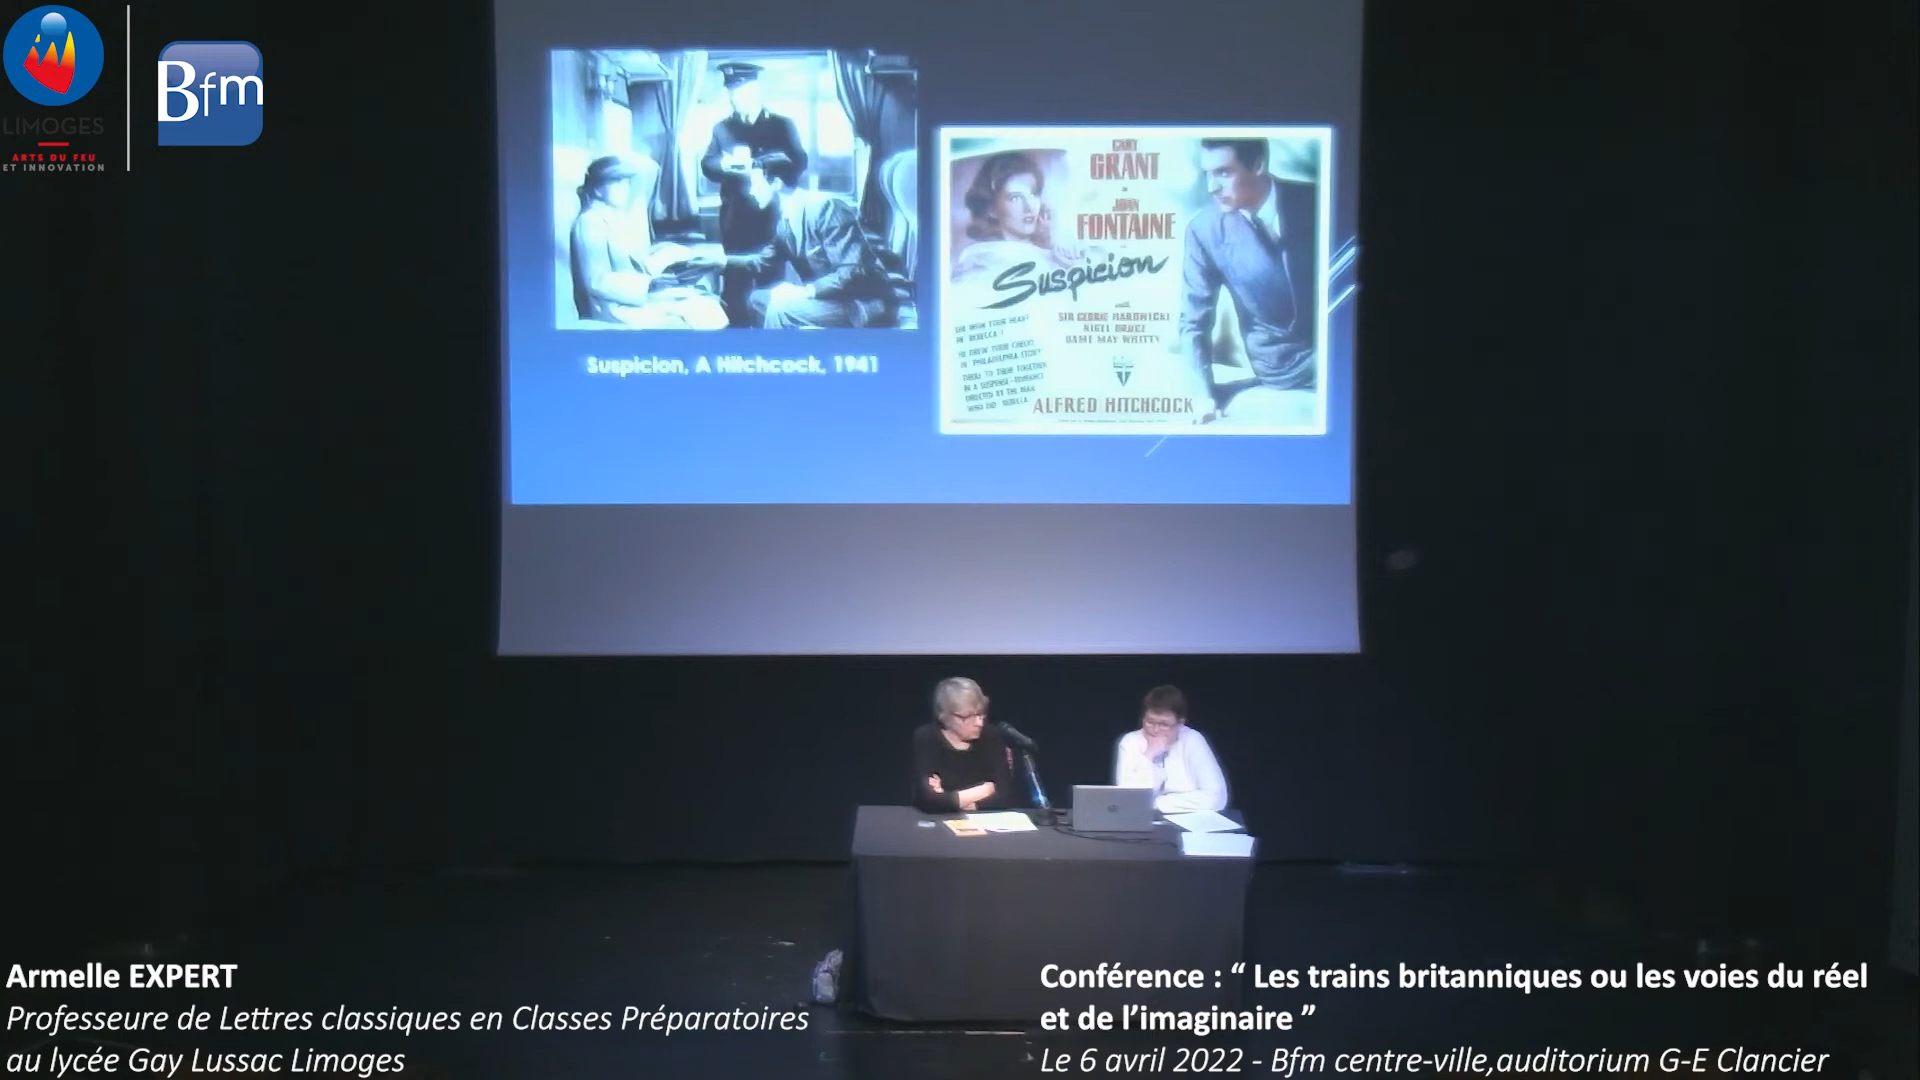 LIMOGES
ARTS DU FEU
ET INNOVATION
Bfm
Suspicion, A Hitchcock, 1941
CARY
GRANT
JOAN
FONTAINE
Suspicion
with
SIR CEDRIC HARDWICKE
NIGEL BRUCE
DAME MAY WHITTY
ALFRED HITCHCOCK
Armelle EXPERT
Professeure de Lettres classiques en Classes Préparatoires
au lycée Gay Lussac Limoges
Conférence : “ Les trains britanniques ou les voies du réel
et de l’imaginaire ”
Le 6 avril 2022 - Bfm centre-ville,auditorium G-E Clancier